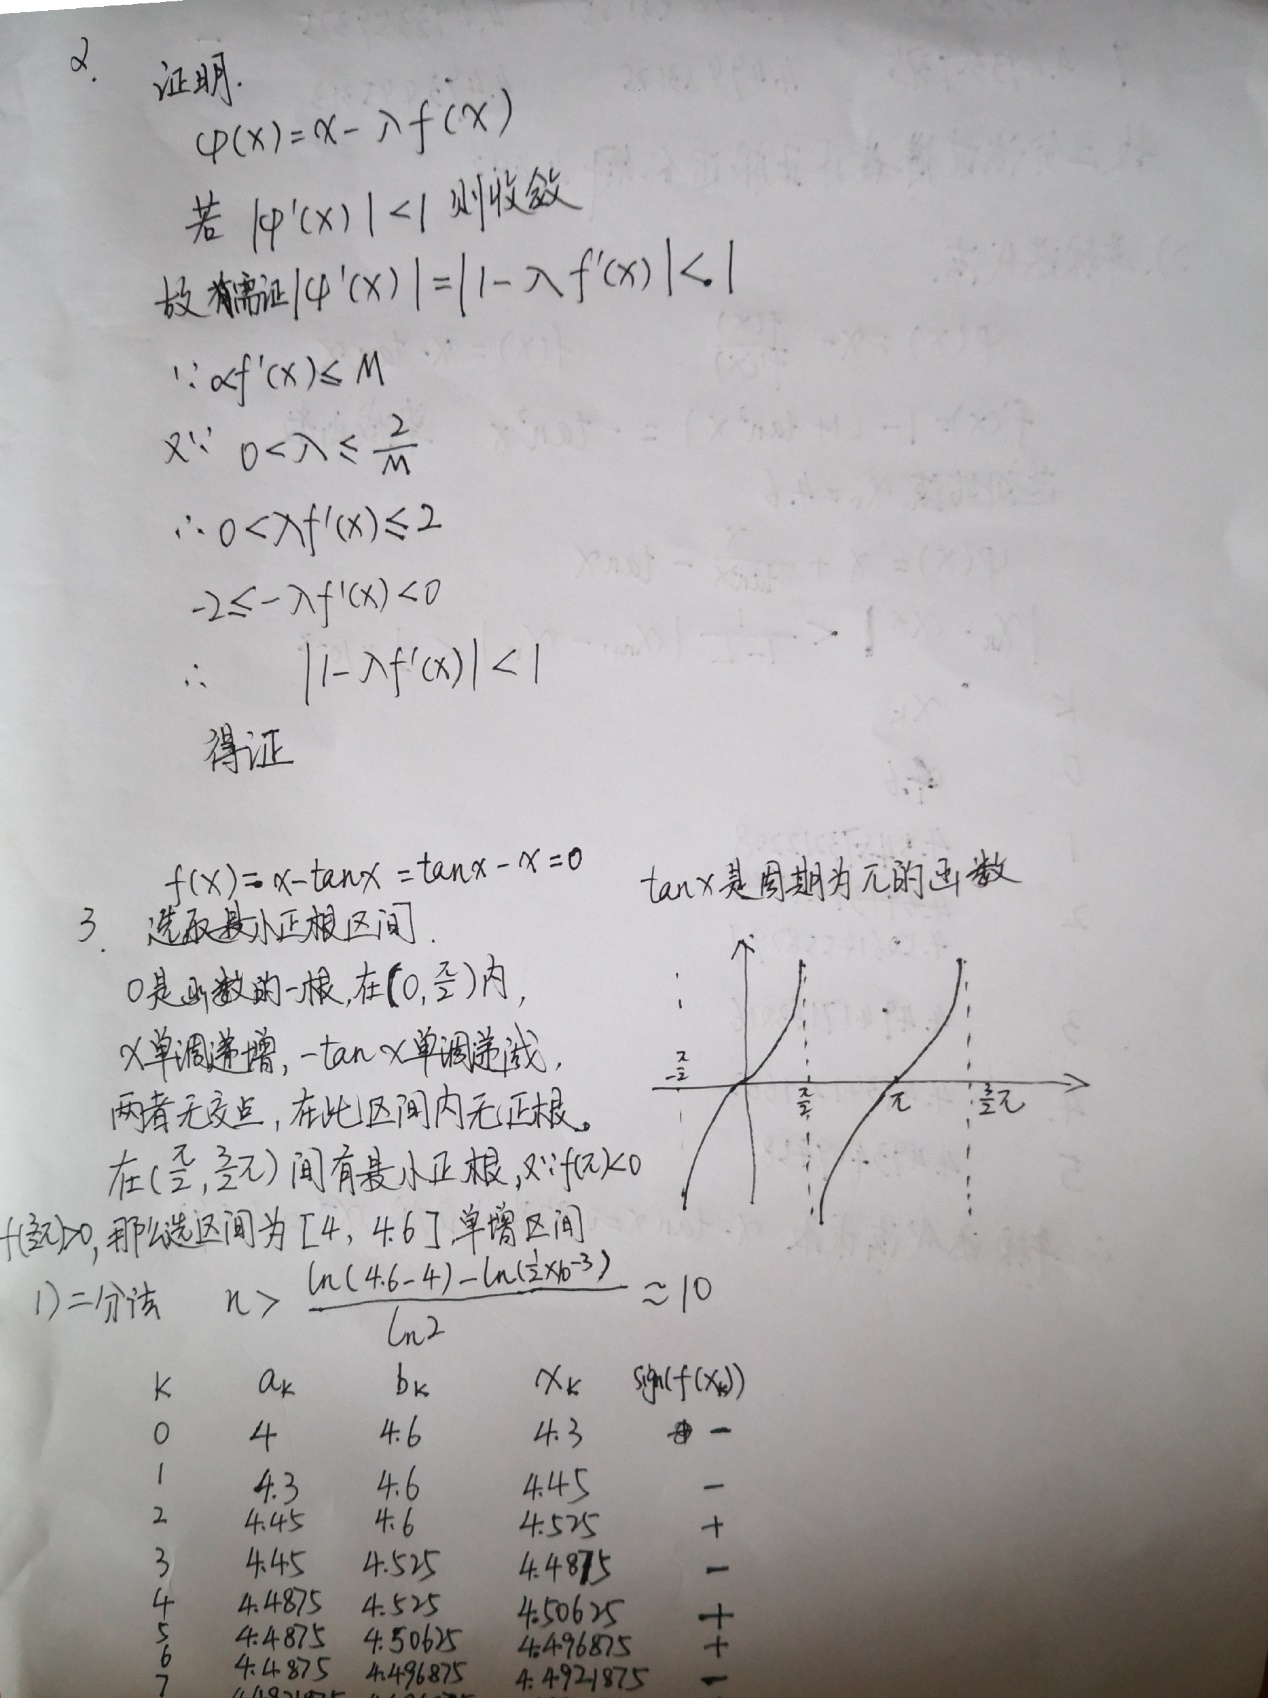 2.
证明.
φ(x)=x-λf(x)
若 |φ'(x)|<1 则收敛
故需证|φ'(x)|=|1-λf'(x)|<1
∵αf'(x)≤M
又∵ 0<λ≤2/M
∴0<λf'(x)≤2
-2≤-λf'(x)<0
∴ |1-λf'(x)|<1
得证
f(x)=x-tanx=tanx-x=0
tanx是周期为π的函数
3. 选取最小正根区间.
0是函数的一根,在(0,π/2)内,
x单调递增,-tanx单调递减,
两者无交点,在此区间内无正根。
在(π/2,3/2π)间有最小正根,又∵f(π)<0
f(3/2π)>0,那么选区间为[4,4.6]单增区间
-π/2 π/2 π 3/2π
1)二分法 n> (ln(4.6-4)-ln(1/2×10^-3))/ln2 ≈10
K aK bK xK sign(f(xK))
0 4 4.6 4.3 -
1 4.3 4.6 4.45 -
2 4.45 4.6 4.525 +
3 4.45 4.525 4.4875 -
4 4.4875 4.525 4.50625 +
5 4.4875 4.50625 4.496875 +
6 4.4875 4.496875 4.4921875 -
7